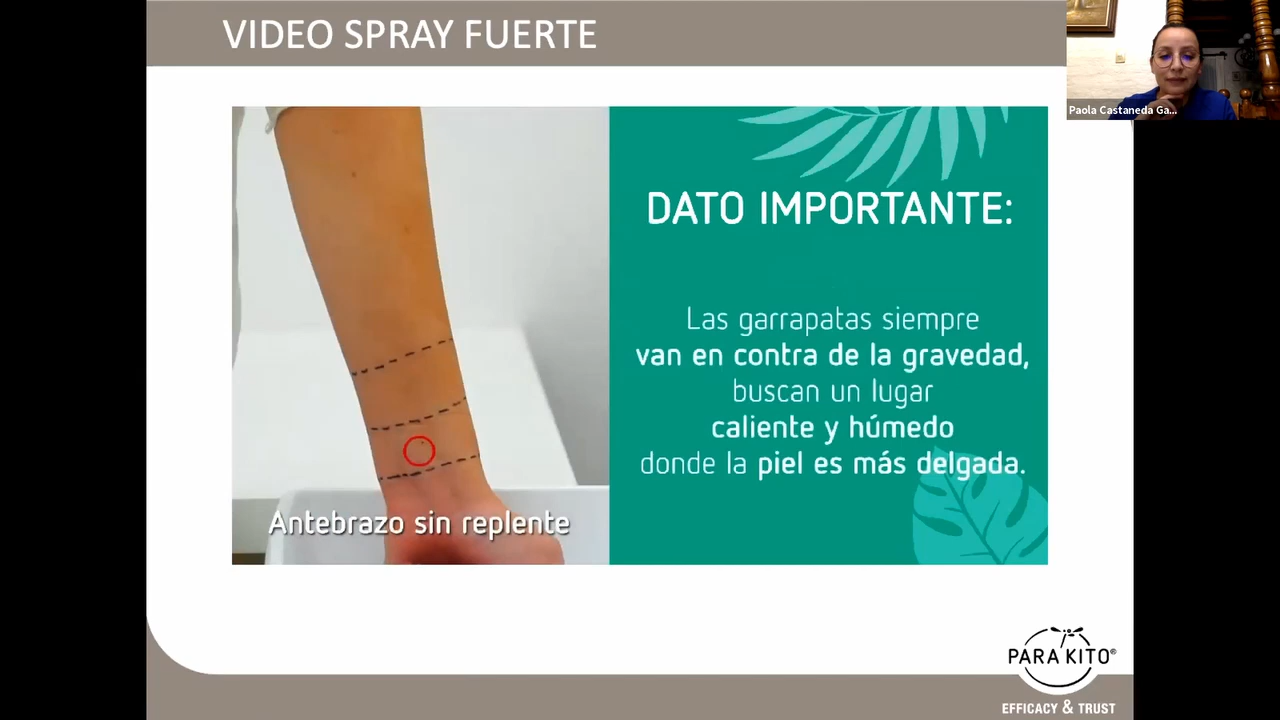 VIDEO SPRAY FUERTE
Paola Castaneda Ga...
DATO IMPORTANTE:
Las garrapatas siempre
van en contra de la gravedad,
buscan un lugar
caliente y húmedo
donde la piel es más delgada.
Antebrazo sin replente
PARA KITO®
EFFICACY & TRUST